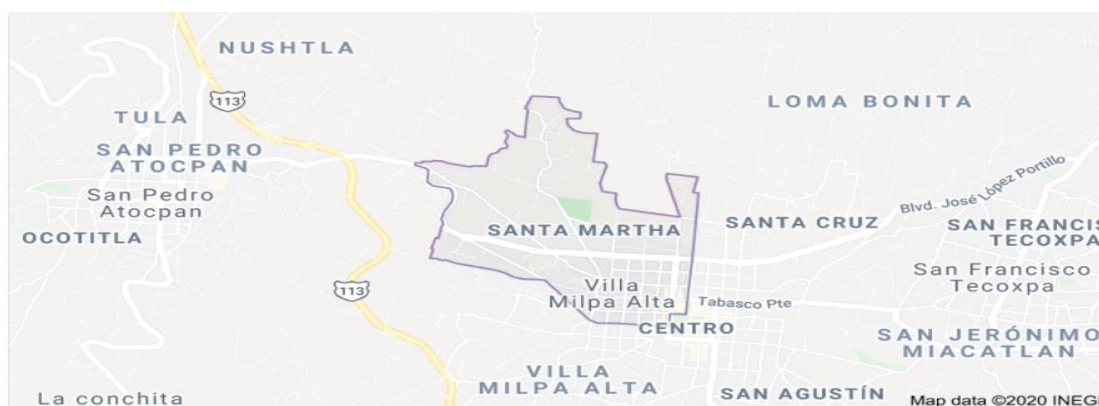 NUSHTLA
113
LOMA BONITA
TULA
SAN PEDRO
ATOCPAN
San Pedro
Atocpan
OCOTITLA
Blvd. José López Portillo
SANTA MARTHA
SANTA CRUZ
SAN FRANCIS
TECOXPA
San Francisco
Tecoxpa
113
Villa
Milpa Alta
Tabasco Pte
CENTRO
SAN JERÓNIMO
MIACATLAN
VILLA
MILPA ALTA
SAN AGUSTÍN
La conchita
Map data ©2020 INEGI